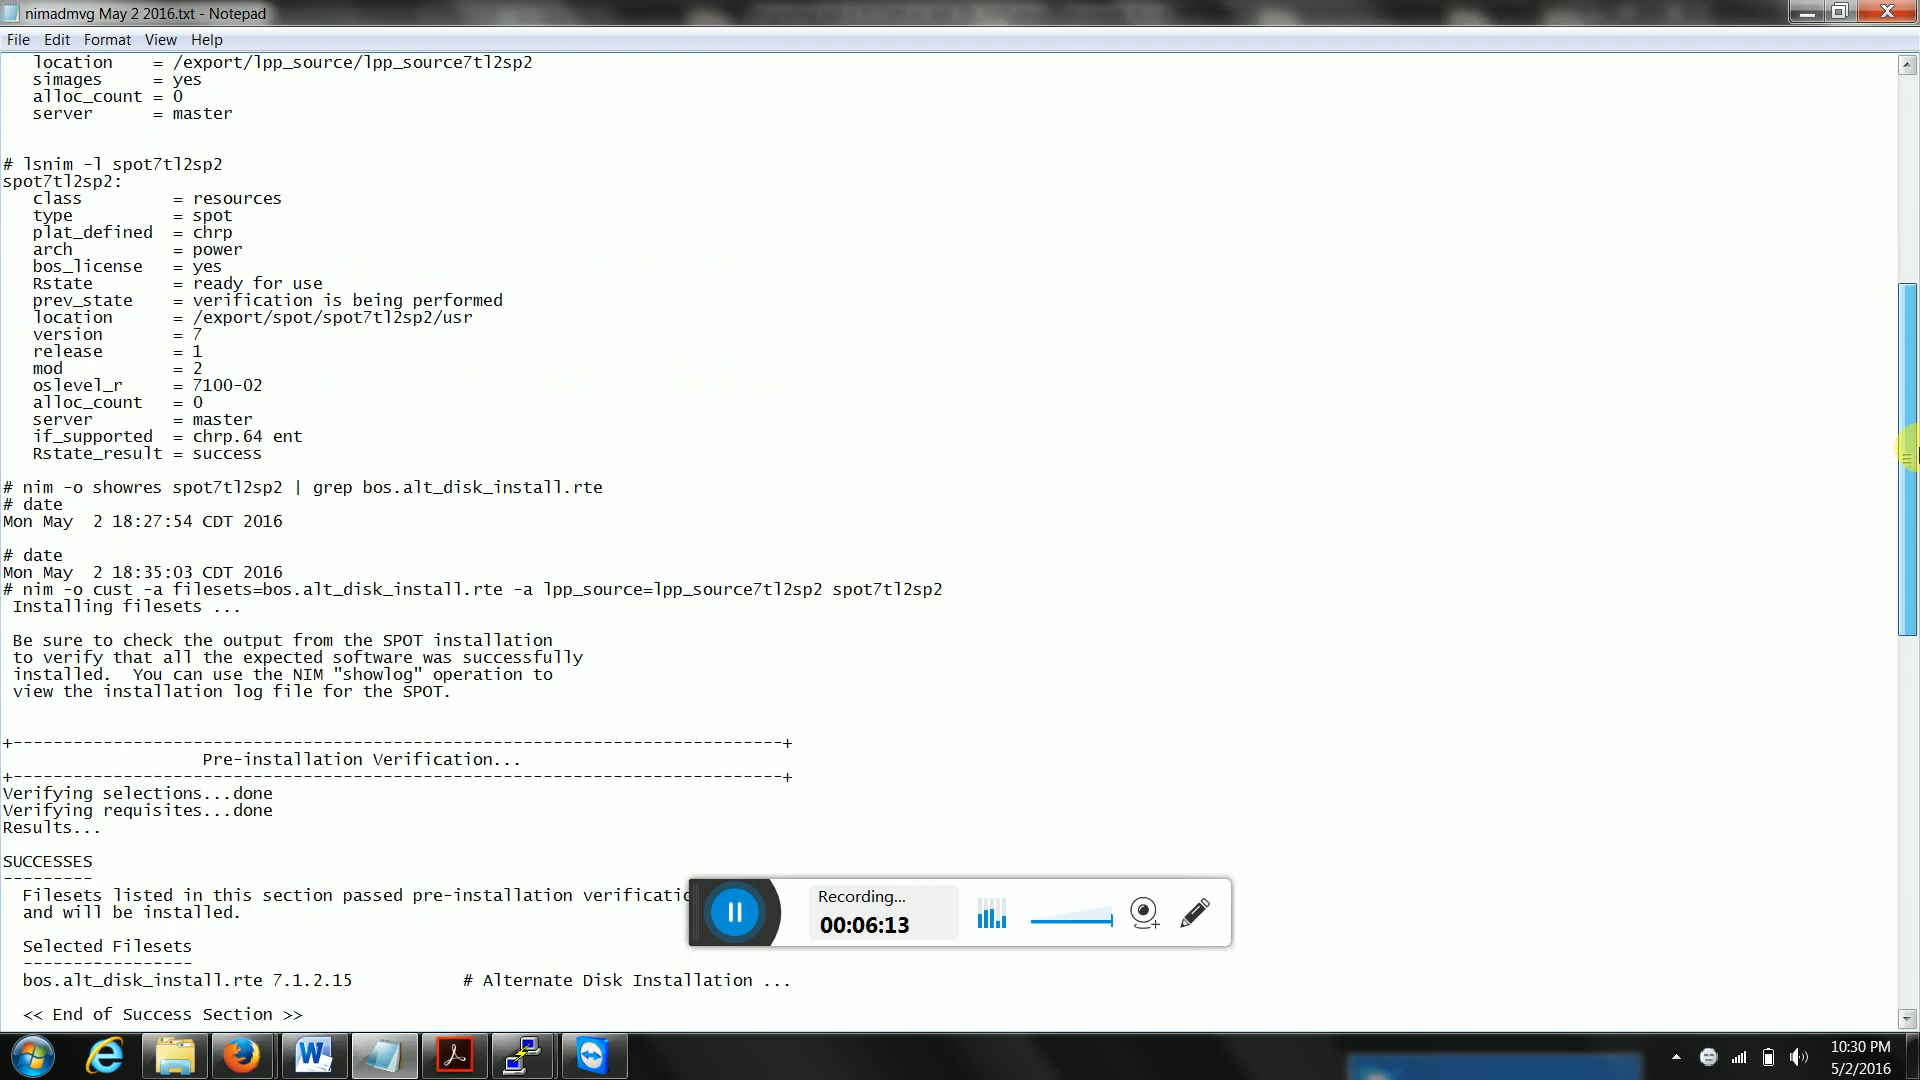 nimadmvg May 2 2016.txt - Notepad
File Edit Format View Help
location = /export/lpp_source/lpp_source7tl2sp2
simages = yes
alloc_count = 0
server = master
# lsnim -l spot7tl2sp2
spot7tl2sp2:
class = resources
type = spot
plat_defined = chrp
arch = power
bos_license = yes
Rstate = ready for use
prev_state = verification is being performed
location = /export/spot/spot7tl2sp2/usr
version = 7
release = 1
mod = 2
oslevel_r = 7100-02
alloc_count = 0
server = master
if_supported = chrp.64 ent
Rstate_result = success
# nim -o showres spot7tl2sp2 | grep bos.alt_disk_install.rte
# date
Mon May  2 18:27:54 CDT 2016
# date
Mon May  2 18:35:03 CDT 2016
# nim -o cust -a filesets=bos.alt_disk_install.rte -a lpp_source=lpp_source7tl2sp2 spot7tl2sp2
Installing filesets ...
Be sure to check the output from the SPOT installation
to verify that all the expected software was successfully
installed.  You can use the NIM "showlog" operation to
view the installation log file for the SPOT.
+-----------------------------------------------------------------------------+
Pre-installation Verification...
+-----------------------------------------------------------------------------+
Verifying selections...done
Verifying requisites...done
Results...
SUCCESSES
---------
Filesets listed in this section passed pre-installation verificatio
and will be installed.
Selected Filesets
-----------------
bos.alt_disk_install.rte 7.1.2.15 # Alternate Disk Installation ...
<< End of Success Section >>
Recording...
00:06:13
10:30 PM
5/2/2016